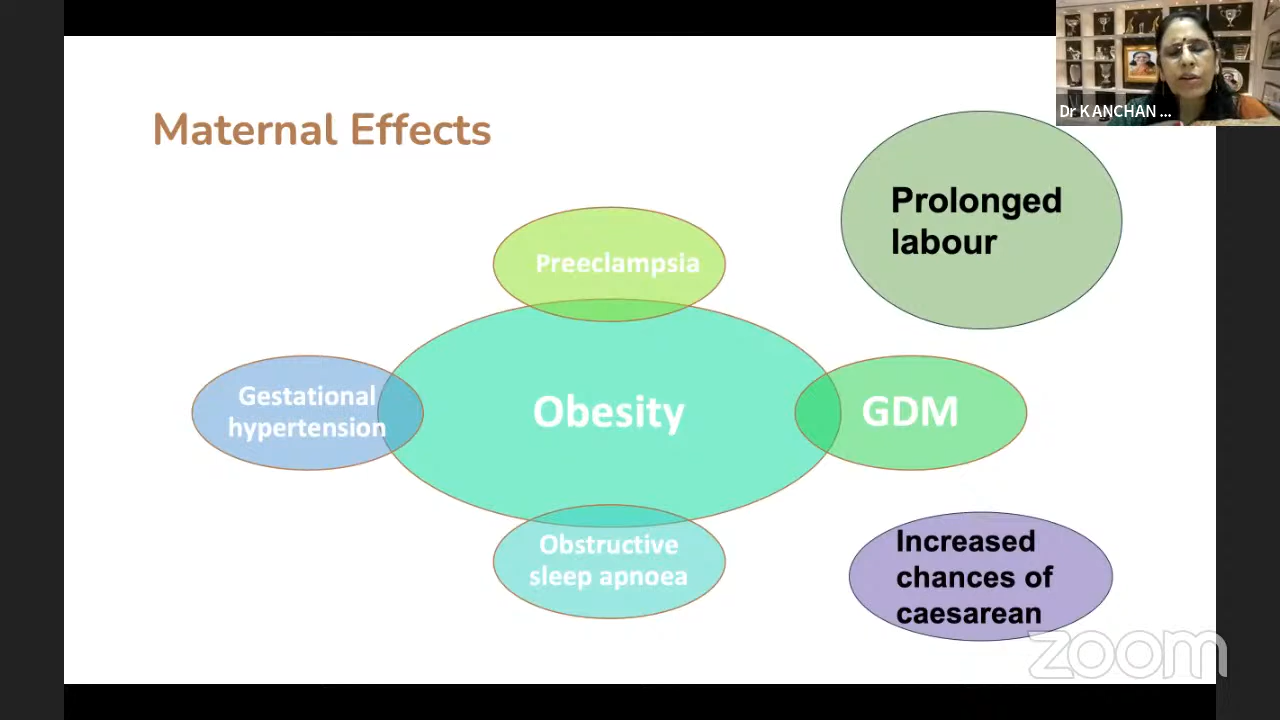 Dr KANCHAN ...
Maternal Effects
Prolonged
labour
Preeclampsia
Gestational
hypertension
Obesity
GDM
Obstructive
sleep apnoea
Increased
chances of
caesarean
zoom